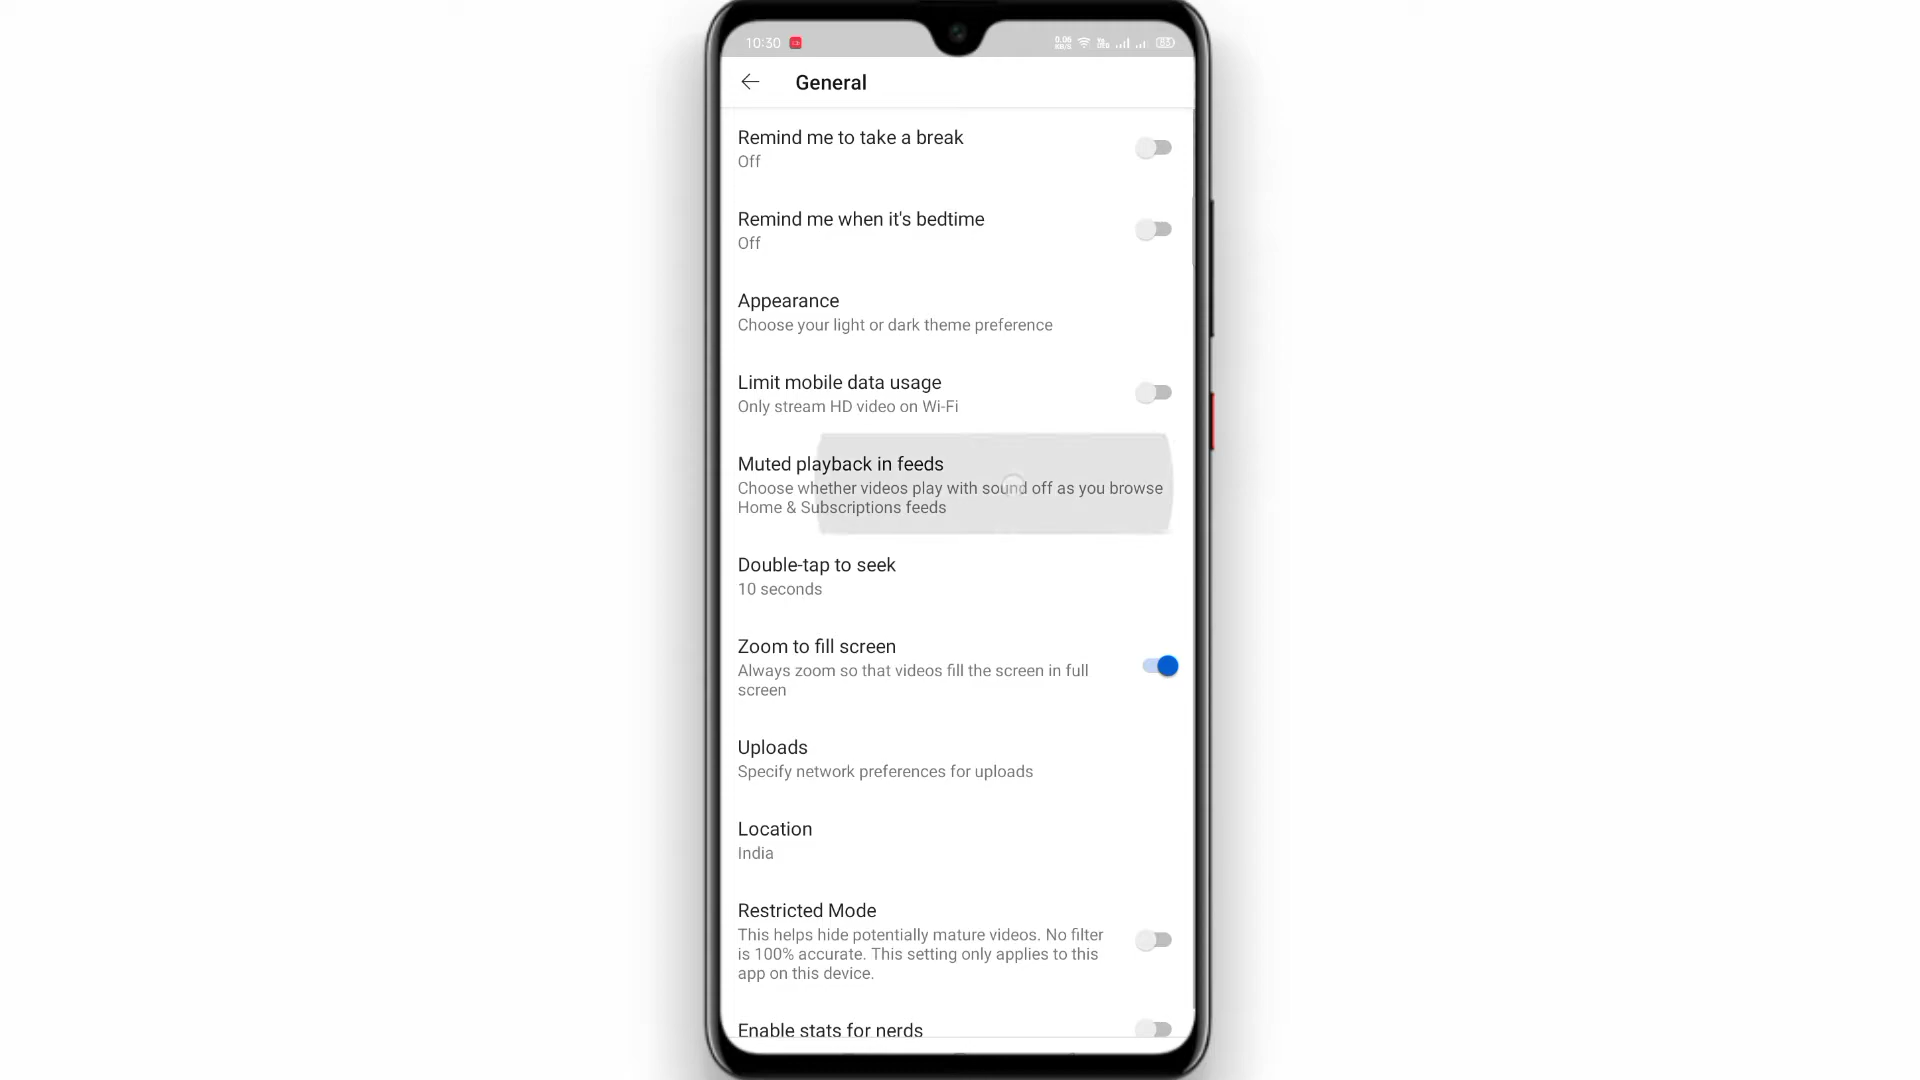 10:30
0.06
KB/S
83
General
Remind me to take a break
Off
Remind me when it's bedtime
Off
Appearance
Choose your light or dark theme preference
Limit mobile data usage
Only stream HD video on Wi-Fi
Muted playback in feeds
Choose whether videos play with sound off as you browse
Home & Subscriptions feeds
Double-tap to seek
10 seconds
Zoom to fill screen
Always zoom so that videos fill the screen in full
screen
Uploads
Specify network preferences for uploads
Location
India
Restricted Mode
This helps hide potentially mature videos. No filter
is 100% accurate. This setting only applies to this
app on this device.
Enable stats for nerds